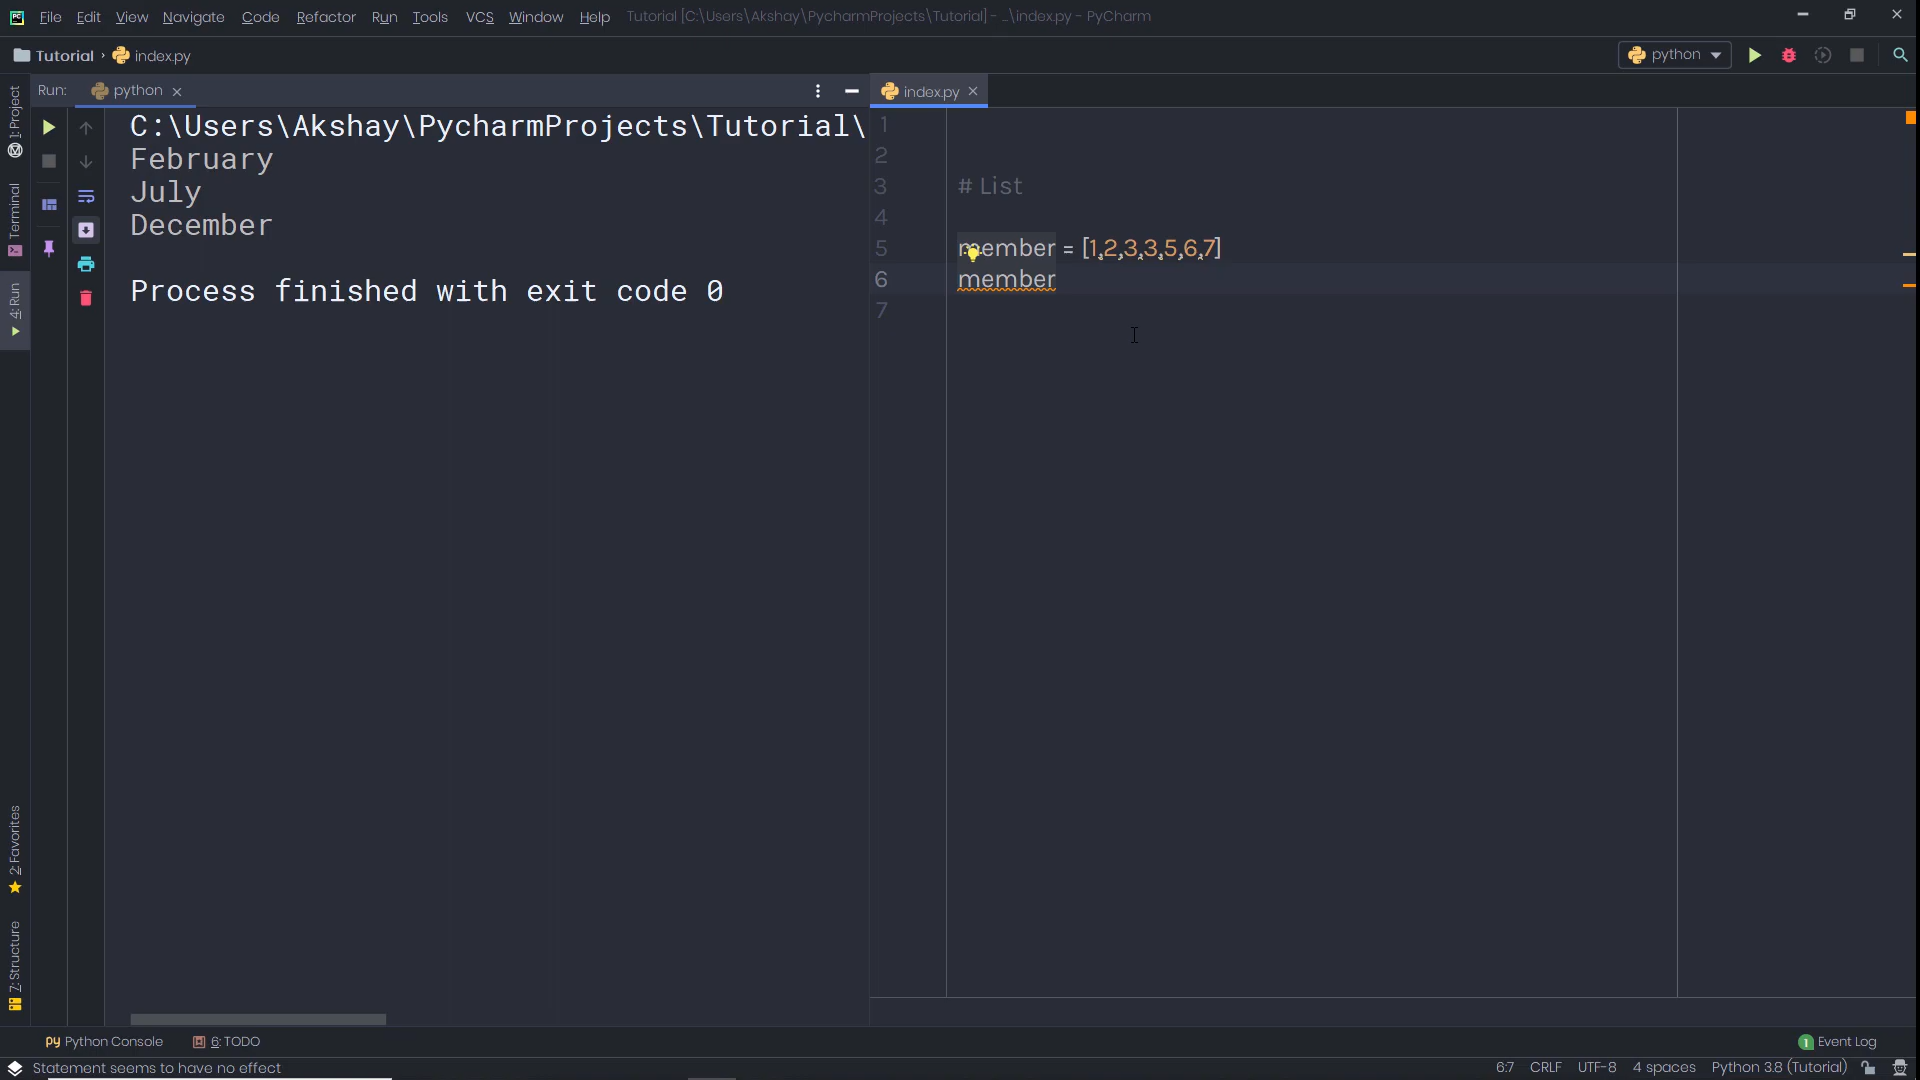 File Edit View Navigate Code Refactor Run Tools VCS Window Help Tutorial [C:\Users\Akshay\PycharmProjects\Tutorial] - ...\index.py - PyCharm
Tutorial index.py python
Run: python
index.py
1: Project
Terminal
4: Run
2: Favorites
7: Structure
C:\Users\Akshay\PycharmProjects\Tutorial\
February
July
December
Process finished with exit code 0
1
2
3 # List
4
5 member = [1,2,3,3,5,6,7]
6 member
7
Python Console 6: TODO 1 Event Log
Statement seems to have no effect 6:7 CRLF UTF-8 4 spaces Python 3.8 (Tutorial)